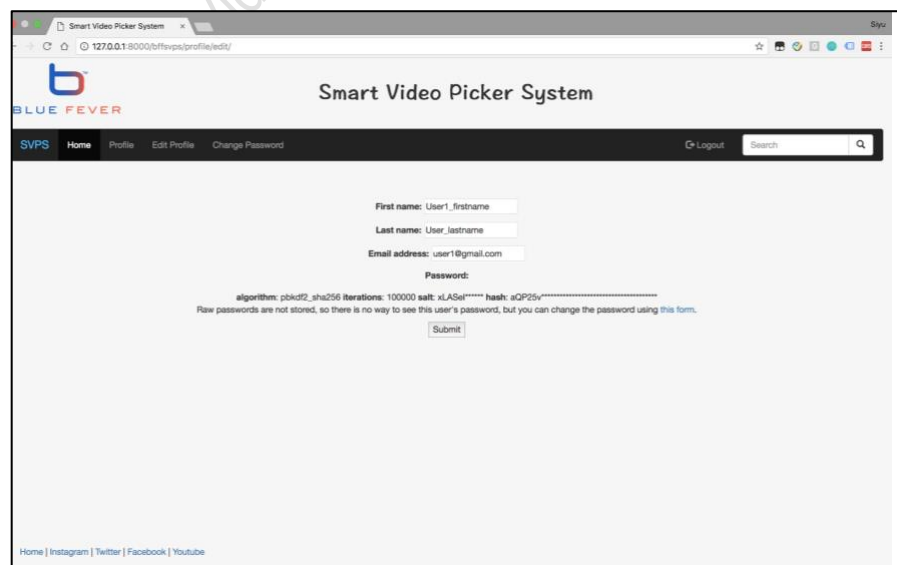 Smart Video Picker System
Siyu
127.0.0.1:8000/bffsvps/profile/edit/
b™
BLUE FEVER
Smart Video Picker System
SVPS Home Profile Edit Profile Change Password Logout Search
First name: User1_firstname
Last name: User_lastname
Email address: user1@gmail.com
Password:
algorithm: pbkdf2_sha256 iterations: 100000 salt: xLASel****** hash: aQP25v**************************************
Raw passwords are not stored, so there is no way to see this user's password, but you can change the password using this form.
Submit
Home | Instagram | Twitter | Facebook | Youtube